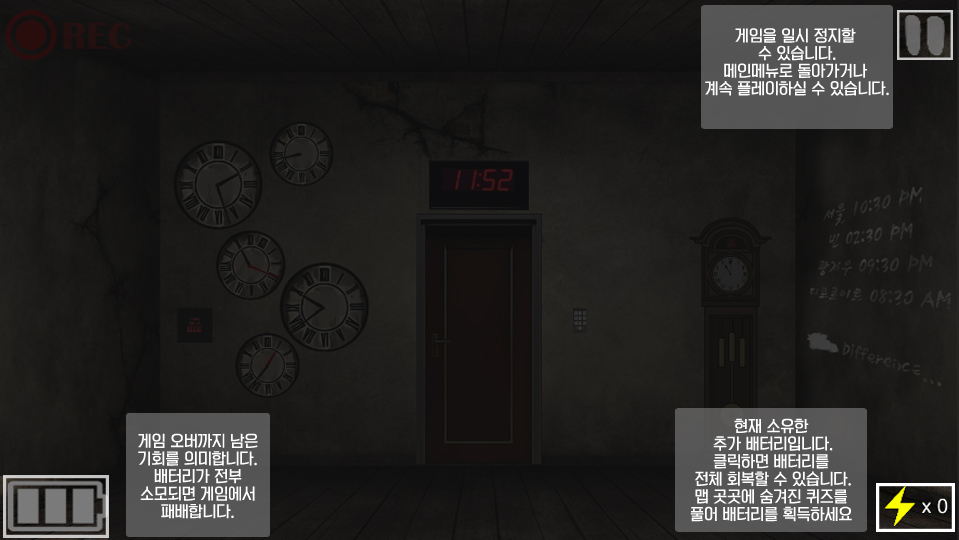 REC
게임을 일시 정지할
수 있습니다.
메인메뉴로 돌아가거나
계속 플레이하실 수 있습니다.
11:52
서울 10:30 PM
빈 02:30 PM
광저우 09:30 PM
디트로이트 08:30 AM
Difference...
게임 오버까지 남은
기회를 의미합니다.
배터리가 전부
소모되면 게임에서
패배합니다.
현재 소유한
추가 배터리입니다.
클릭하면 배터리를
전체 회복할 수 있습니다.
맵 곳곳에 숨겨진 퀴즈를
풀어 배터리를 획득하세요
x 0